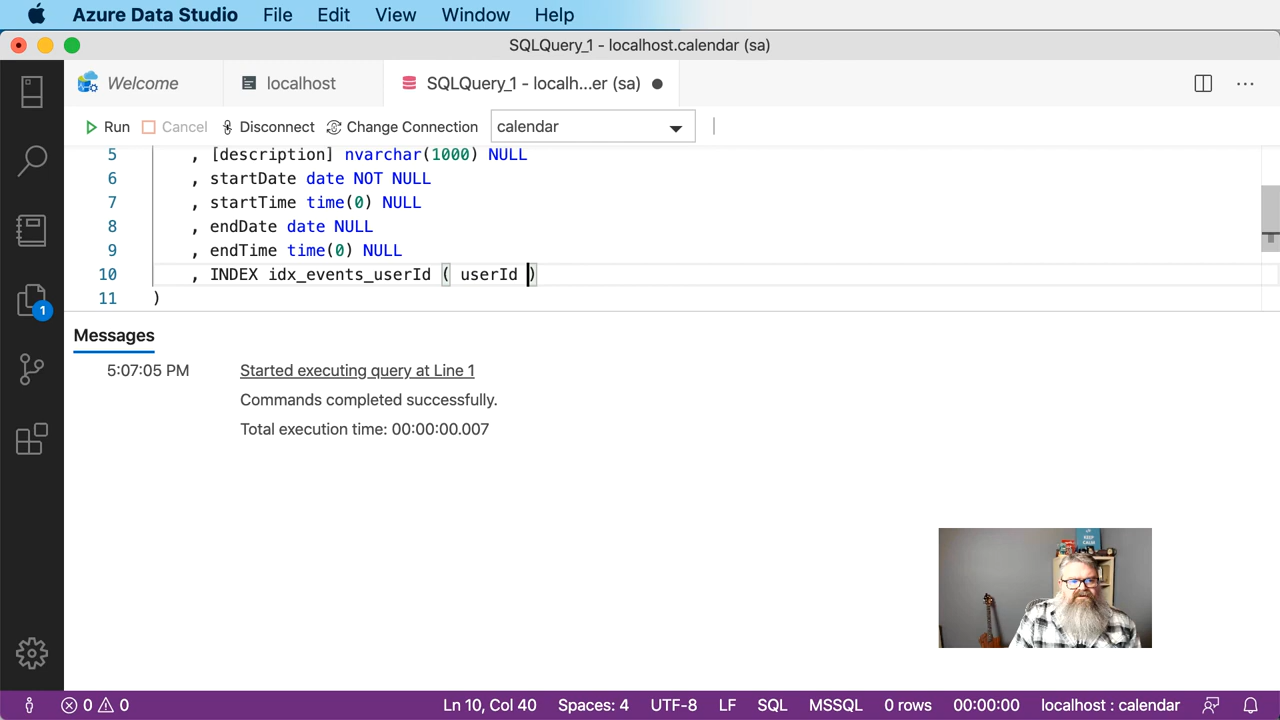 Azure Data Studio File Edit View Window Help
SQLQuery_1 - localhost.calendar (sa)
Welcome localhost SQLQuery_1 - localh...er (sa)
Run Cancel Disconnect Change Connection calendar
5 , [description] nvarchar(1000) NULL
6 , startDate date NOT NULL
7 , startTime time(0) NULL
8 , endDate date NULL
9 , endTime time(0) NULL
10 , INDEX idx_events_userId ( userId )
11 )
1
Messages
5:07:05 PM Started executing query at Line 1
Commands completed successfully.
Total execution time: 00:00:00.007
KEEP
CALM
0 0 Ln 10, Col 40 Spaces: 4 UTF-8 LF SQL MSSQL 0 rows 00:00:00 localhost : calendar